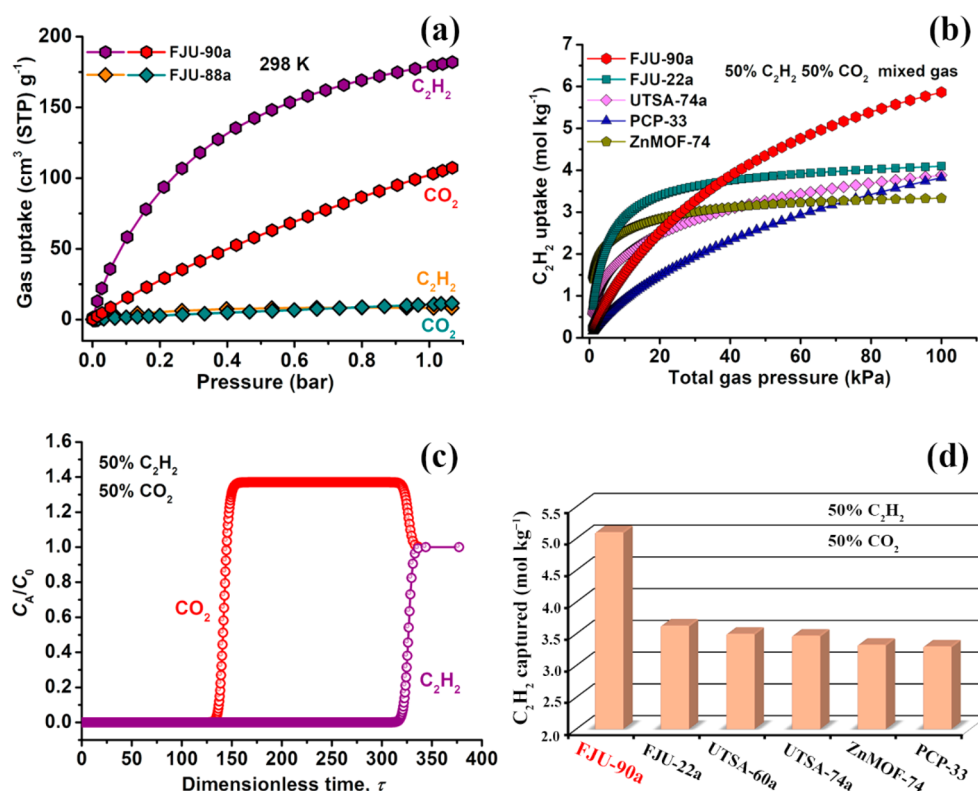 (a)
FJU-90a
FJU-88a
298 K
C₂H₂
CO₂
C₂H₂
CO₂
200
150
100
50
0
Gas uptake (cm³ (STP) g⁻¹)
0.0 0.2 0.4 0.6 0.8 1.0
Pressure (bar)
(b)
FJU-90a
FJU-22a
UTSA-74a
PCP-33
ZnMOF-74
50% C₂H₂ 50% CO₂ mixed gas
7
6
5
4
3
2
1
0
C₂H₂ uptake (mol kg⁻¹)
0 20 40 60 80 100
Total gas pressure (kPa)
(c)
50% C₂H₂
50% CO₂
CO₂
C₂H₂
1.6
1.4
1.2
1.0
0.8
0.6
0.4
0.2
0.0
C_A/C₀
0 50 100 150 200 250 300 350 400
Dimensionless time, τ
(d)
50% C₂H₂
50% CO₂
5.5
5.0
4.5
4.0
3.5
3.0
2.5
2.0
C₂H₂ captured (mol kg⁻¹)
FJU-90a
FJU-22a
UTSA-60a
UTSA-74a
ZnMOF-74
PCP-33